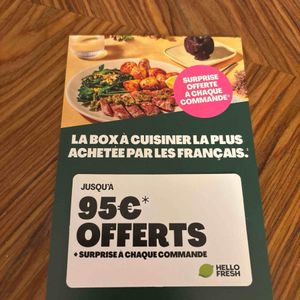 SURPRISE
OFFERTE
À CHAQUE
COMMANDE*
LA BOX À CUISINER LA PLUS
ACHETÉE PAR LES FRANÇAIS.
JUSQU'À
95€*
OFFERTS
+ SURPRISE À CHAQUE COMMANDE
HELLO
FRESH